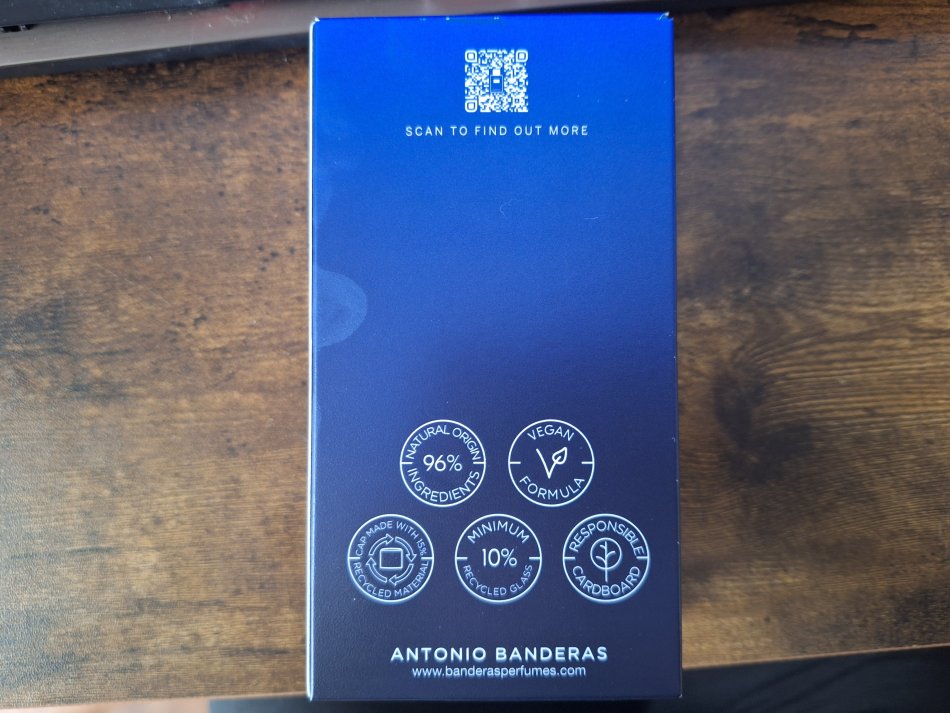 SCAN TO FIND OUT MORE
NATURAL ORIGIN
96%
INGREDIENTS
VEGAN
FORMULA
CAP MADE WITH 15%
RECYCLED MATERIAL
MINIMUM
10%
RECYCLED GLASS
RESPONSIBLE
CARDBOARD
ANTONIO BANDERAS
www.banderasperfumes.com